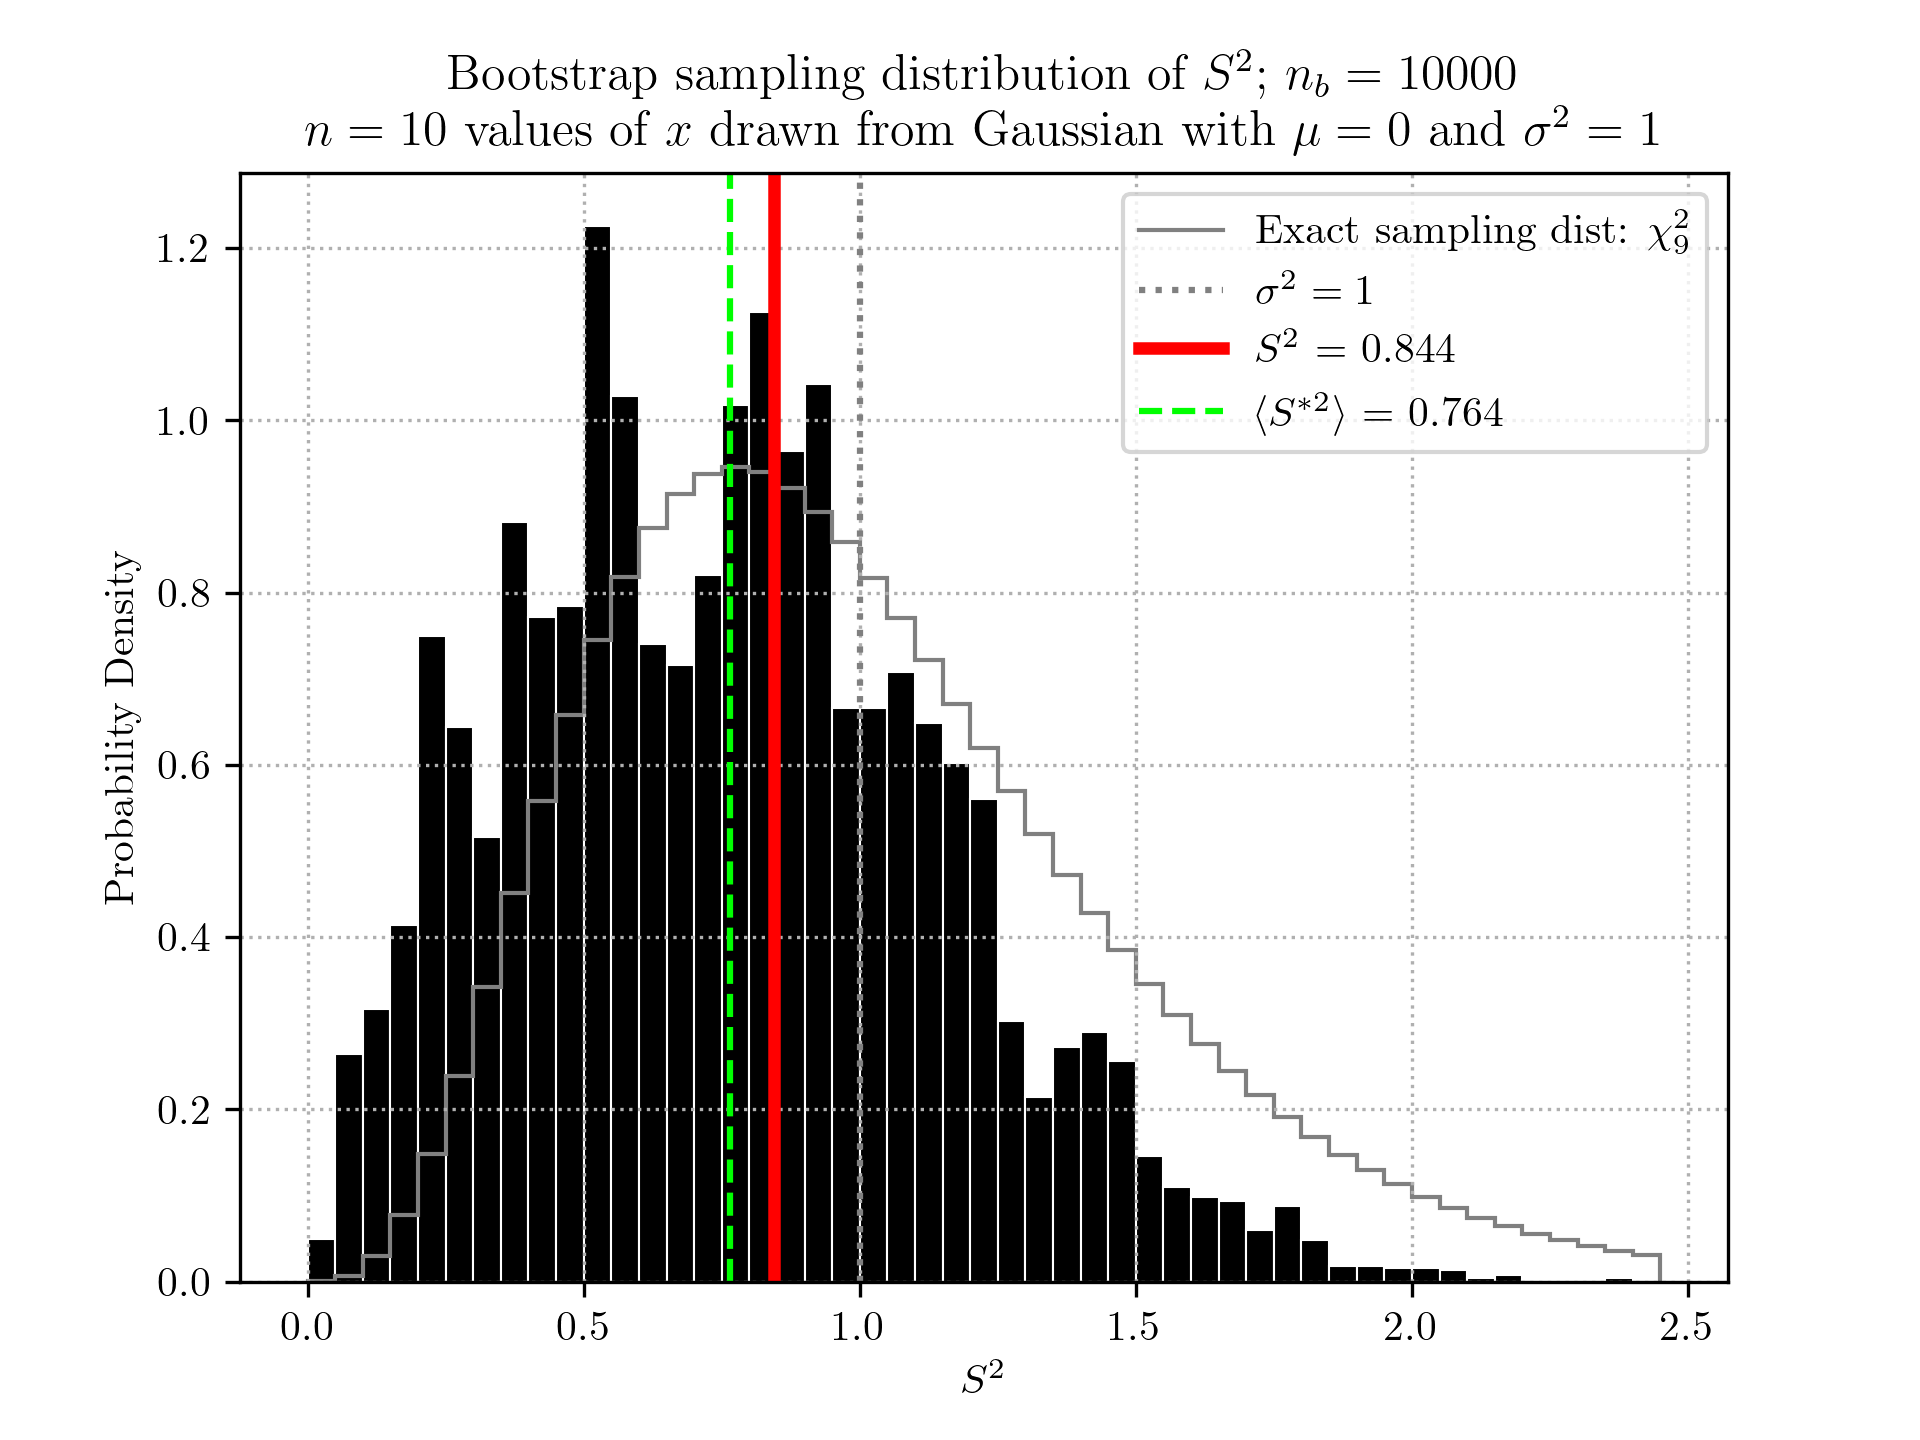 Bootstrap sampling distribution of S²; n_b = 10000
n = 10 values of x drawn from Gaussian with μ = 0 and σ² = 1
Exact sampling dist: χ²₉
σ² = 1
S² = 0.844
⟨S*²⟩ = 0.764
Probability Density
1.2
1.0
0.8
0.6
0.4
0.2
0.0
0.0 0.5 1.0 1.5 2.0 2.5
S²